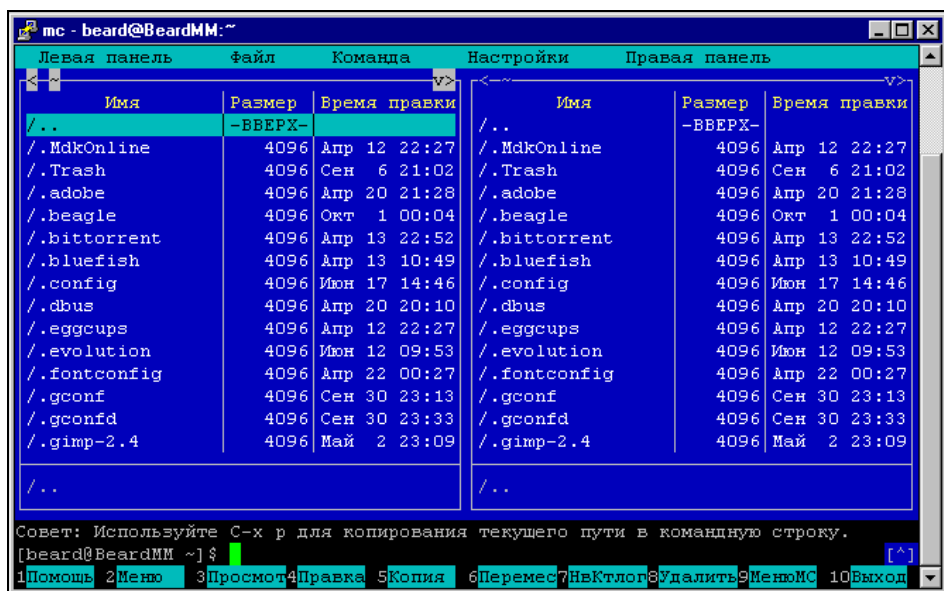 mc - beard@BeardMM:~
Левая панель Файл Команда Настройки Правая панель
<~ v> <~ v>
Имя Размер Время правки Имя Размер Время правки
/.. -ВВЕРХ- /.. -ВВЕРХ-
/.MdkOnline 4096 Апр 12 22:27 /.MdkOnline 4096 Апр 12 22:27
/.Trash 4096 Сен 6 21:02 /.Trash 4096 Сен 6 21:02
/.adobe 4096 Апр 20 21:28 /.adobe 4096 Апр 20 21:28
/.beagle 4096 Окт 1 00:04 /.beagle 4096 Окт 1 00:04
/.bittorrent 4096 Апр 13 22:52 /.bittorrent 4096 Апр 13 22:52
/.bluefish 4096 Апр 13 10:49 /.bluefish 4096 Апр 13 10:49
/.config 4096 Июн 17 14:46 /.config 4096 Июн 17 14:46
/.dbus 4096 Апр 20 20:10 /.dbus 4096 Апр 20 20:10
/.eggcups 4096 Апр 12 22:27 /.eggcups 4096 Апр 12 22:27
/.evolution 4096 Июн 12 09:53 /.evolution 4096 Июн 12 09:53
/.fontconfig 4096 Апр 22 00:27 /.fontconfig 4096 Апр 22 00:27
/.gconf 4096 Сен 30 23:13 /.gconf 4096 Сен 30 23:13
/.gconfd 4096 Сен 30 23:33 /.gconfd 4096 Сен 30 23:33
/.gimp-2.4 4096 Май 2 23:09 /.gimp-2.4 4096 Май 2 23:09
/.. /..
Совет: Используйте C-x p для копирования текущего пути в командную строку.
[beard@BeardMM ~]$ [^]
1Помощь 2Меню 3Просмот4Правка 5Копия 6Перемес7НвКтлог8Удалить9МенюMC 10Выход